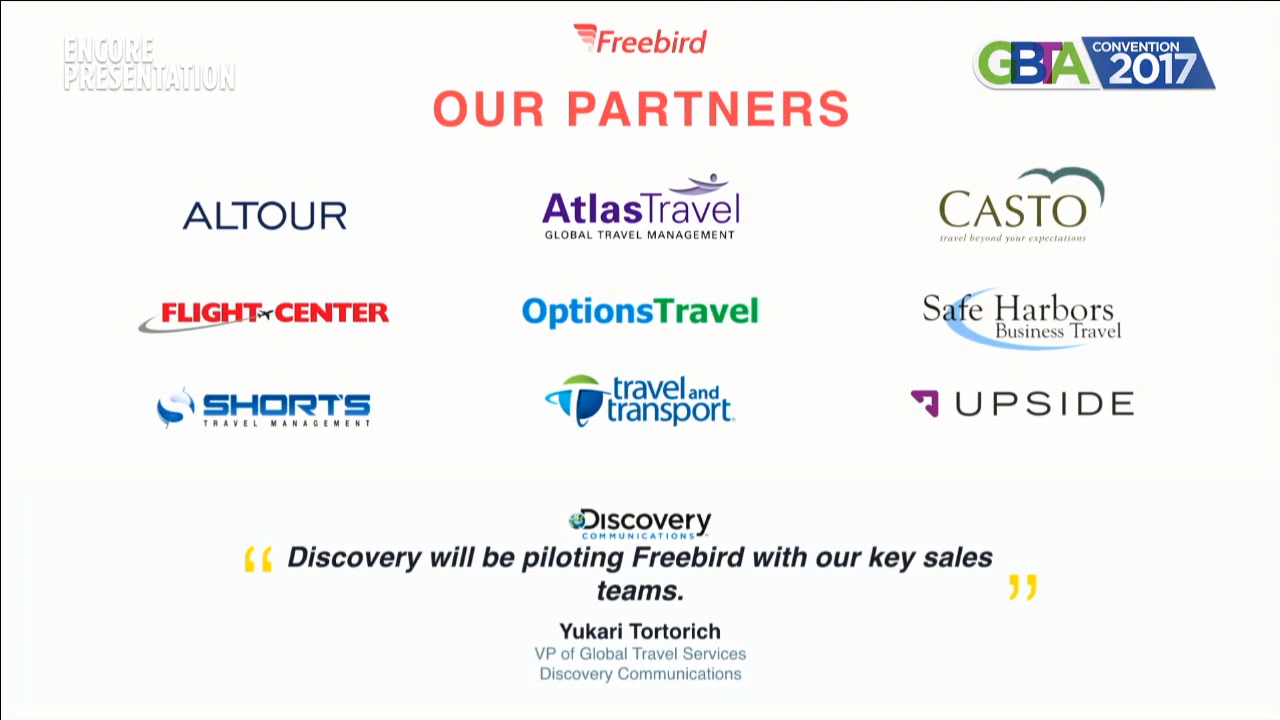 ENCORE
PRESENTATION
Freebird
GBTA CONVENTION 2017
OUR PARTNERS
ALTOUR
AtlasTravel
GLOBAL TRAVEL MANAGEMENT
CASTO
travel beyond your expectations
FLIGHT CENTER
OptionsTravel
Safe Harbors
Business Travel
SHORT'S
TRAVEL MANAGEMENT
travel and
transport
UPSIDE
Discovery
COMMUNICATIONS
“ Discovery will be piloting Freebird with our key sales
teams. ”
Yukari Tortorich
VP of Global Travel Services
Discovery Communications